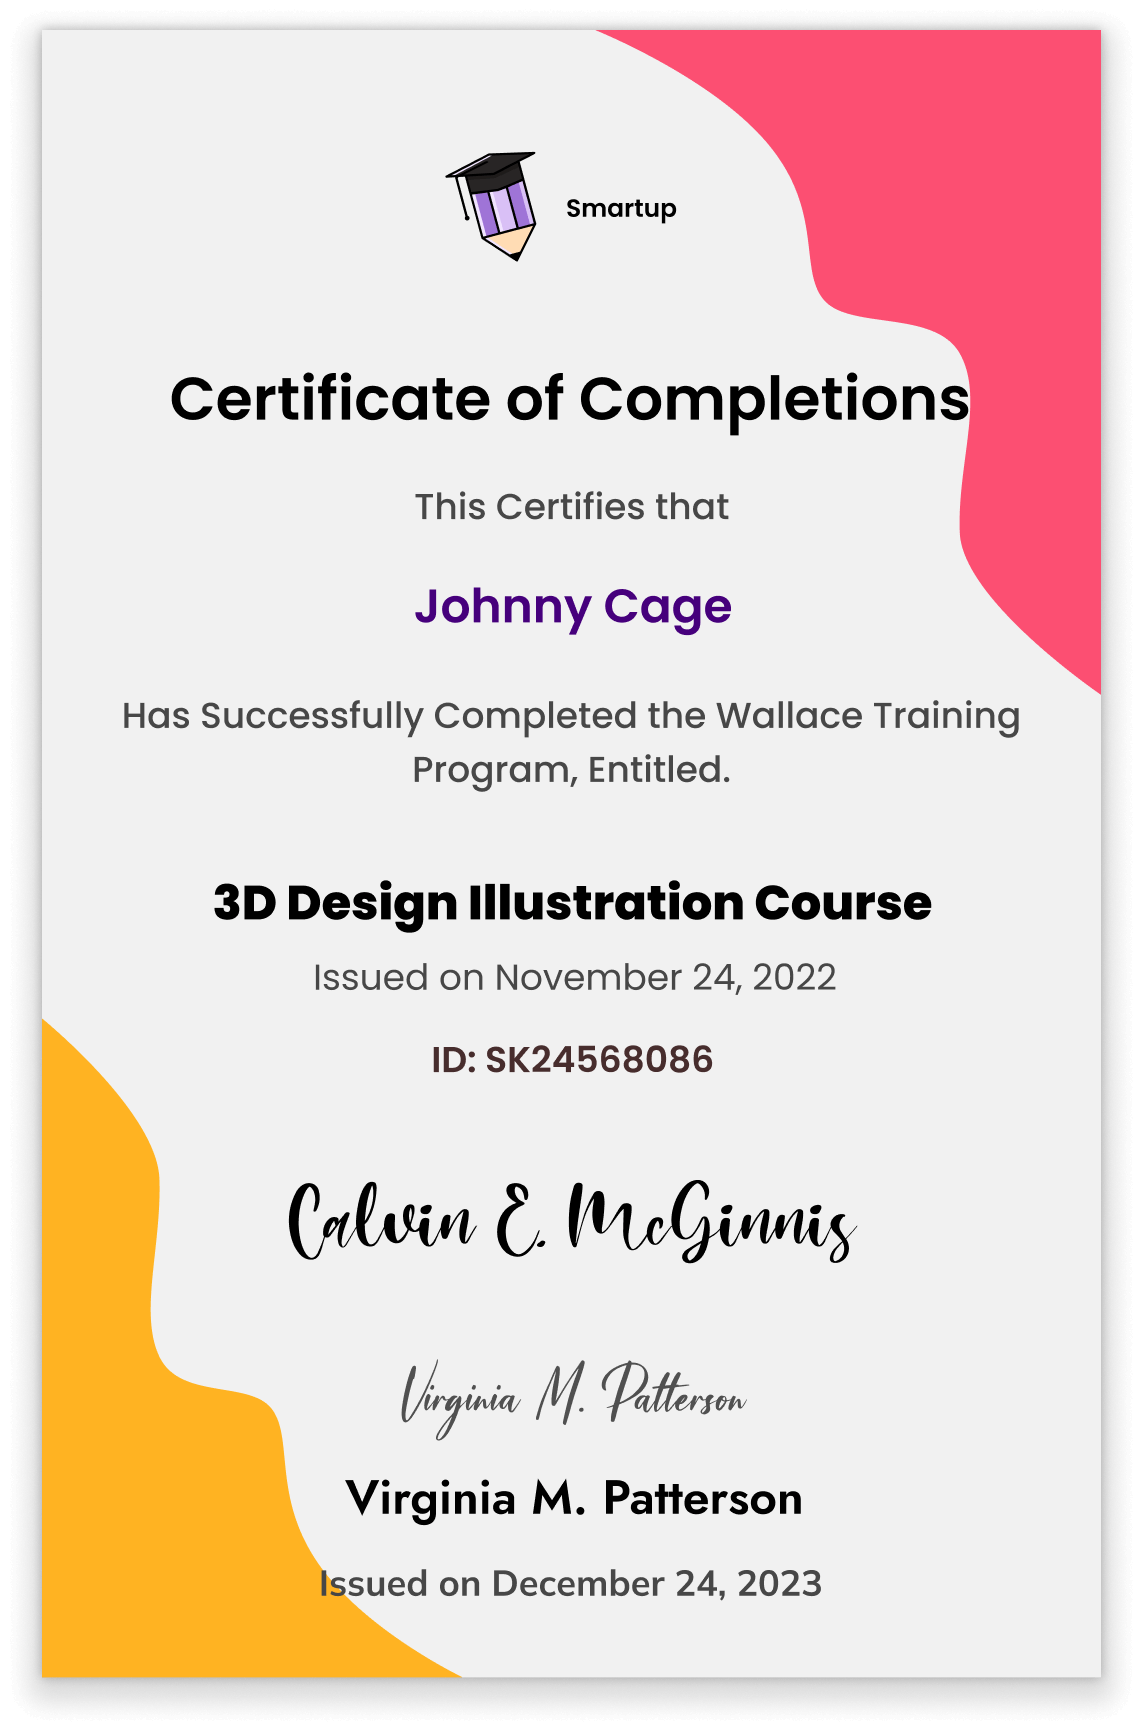 Smartup
Certificate of Completions
This Certifies that
Johnny Cage
Has Successfully Completed the Wallace Training
Program, Entitled.
3D Design Illustration Course
Issued on November 24, 2022
ID: SK24568086
Calvin E. McGinnis
Virginia M. Patterson
Virginia M. Patterson
Issued on December 24, 2023